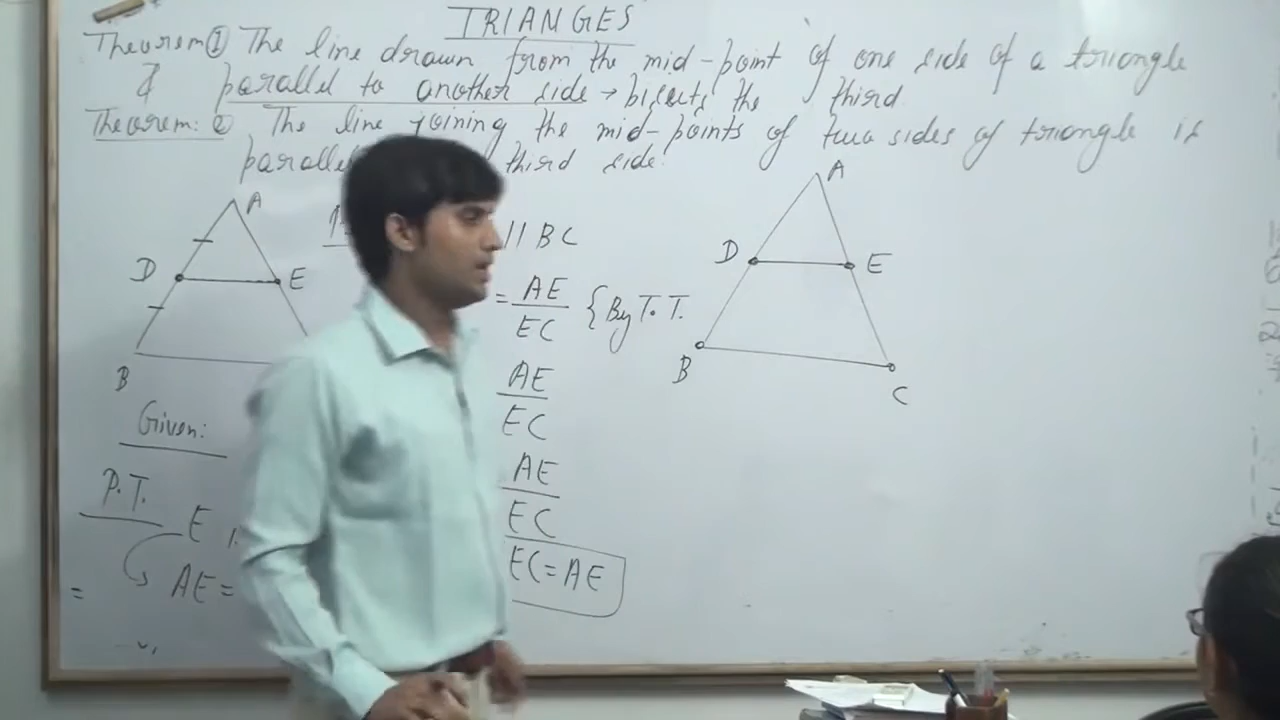 TRIANGES
Theorem① The line drawn from the mid-point of one side of a triangle
& parallel to another side → bisects the third
Theorem: ② The line joining the mid-points of two sides of triangle is
parallel third side.
A
D
E
B
Given:
P.T.
E
AE=
=
// BC
= AE/EC {By T.T.
AE/EC
AE/EC
EC=AE
A
D
E
B
C